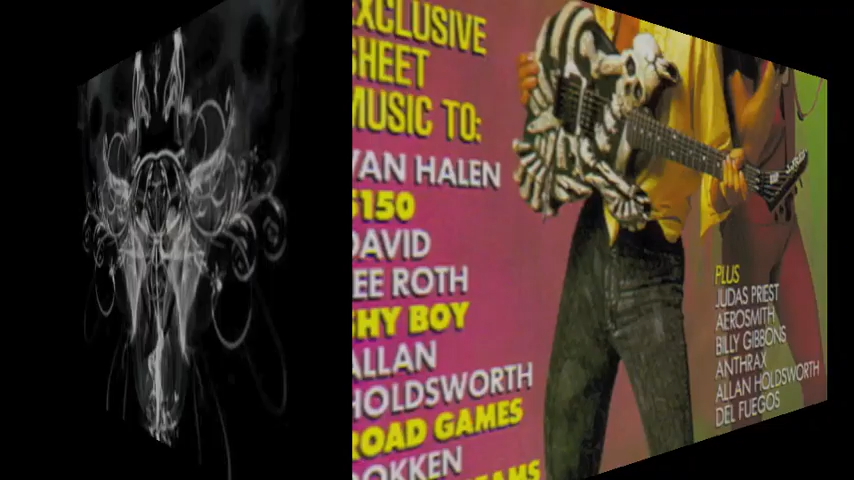 EXCLUSIVE
SHEET
MUSIC TO:
VAN HALEN
5150
DAVID
LEE ROTH
SHY BOY
ALLAN
HOLDSWORTH
ROAD GAMES
DOKKEN
PLUS
JUDAS PRIEST
AEROSMITH
BILLY GIBBONS
ANTHRAX
ALLAN HOLDSWORTH
DEL FUEGOS